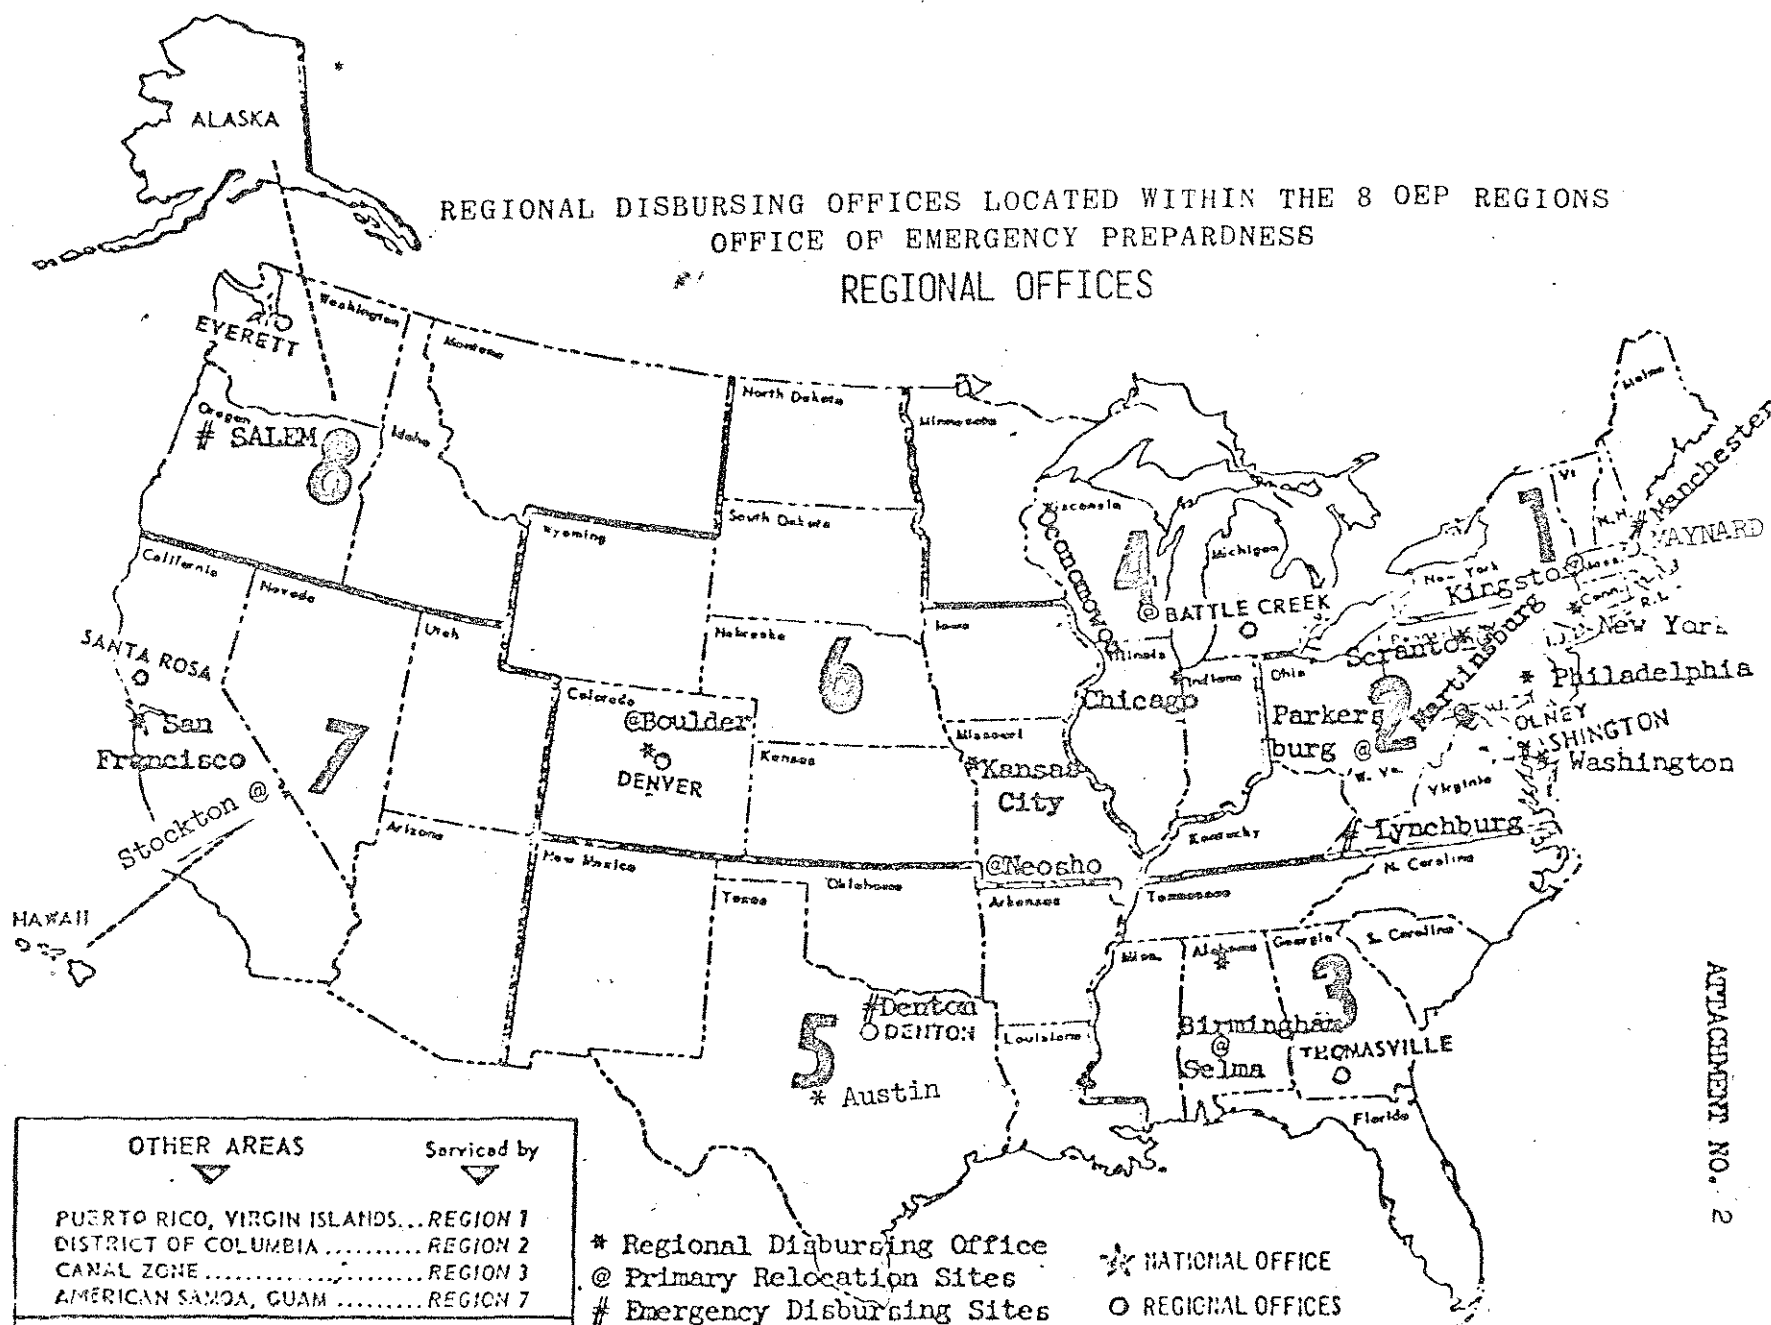 ALASKA
REGIONAL DISBURSING OFFICES LOCATED WITHIN THE 8 OEP REGIONS
OFFICE OF EMERGENCY PREPARDNESS
REGIONAL OFFICES
Washington
EVERETT
Montana
North Dakota
Minnesota
Maine
Oregon
# SALEM
8
Idaho
Wyoming
South Dakota
Wisconsin
Oconomowo
4
Michigan
@ BATTLE CREEK
1
Vt
N.H.
# Manchester
MAYNARD
New York
Kingsto@
Mass.
* Conn.
R.I.
* New York
California
Nevada
Utah
Nebraska
Iowa
Illinois
Indiana
Ohio
Scranton@
Martinsburg
N.J.
* Philadelphia
SANTA ROSA
* San
Francisco
7
Stockton @
Colorado
@Boulder
*
DENVER
6
Kansas
Missouri
*Kansas
City
@Neosho
* Chicago
Parkers
burg @
2
W. Va.
OLNEY
SHINGTON
* Washington
Virginia
# Lynchburg
Kentucky
Arizona
New Mexico
Texas
Oklahoma
Arkansas
Tennessee
N. Carolina
S. Carolina
HAWAII
Miss.
Alabama
*
Georgia
3
#Denton
DENTON
5
* Austin
Louisiana
Birmingham
@
Selma
THOMASVILLE
Florida
ATTACHMENT NO. 2
OTHER AREAS Serviced by
PUERTO RICO, VIRGIN ISLANDS...REGION 1
DISTRICT OF COLUMBIA..........REGION 2
CANAL ZONE....................REGION 3
AMERICAN SAMOA, GUAM .........REGION 7
* Regional Disbursing Office
@ Primary Relocation Sites
# Emergency Disbursing Sites
NATIONAL OFFICE
REGIONAL OFFICES